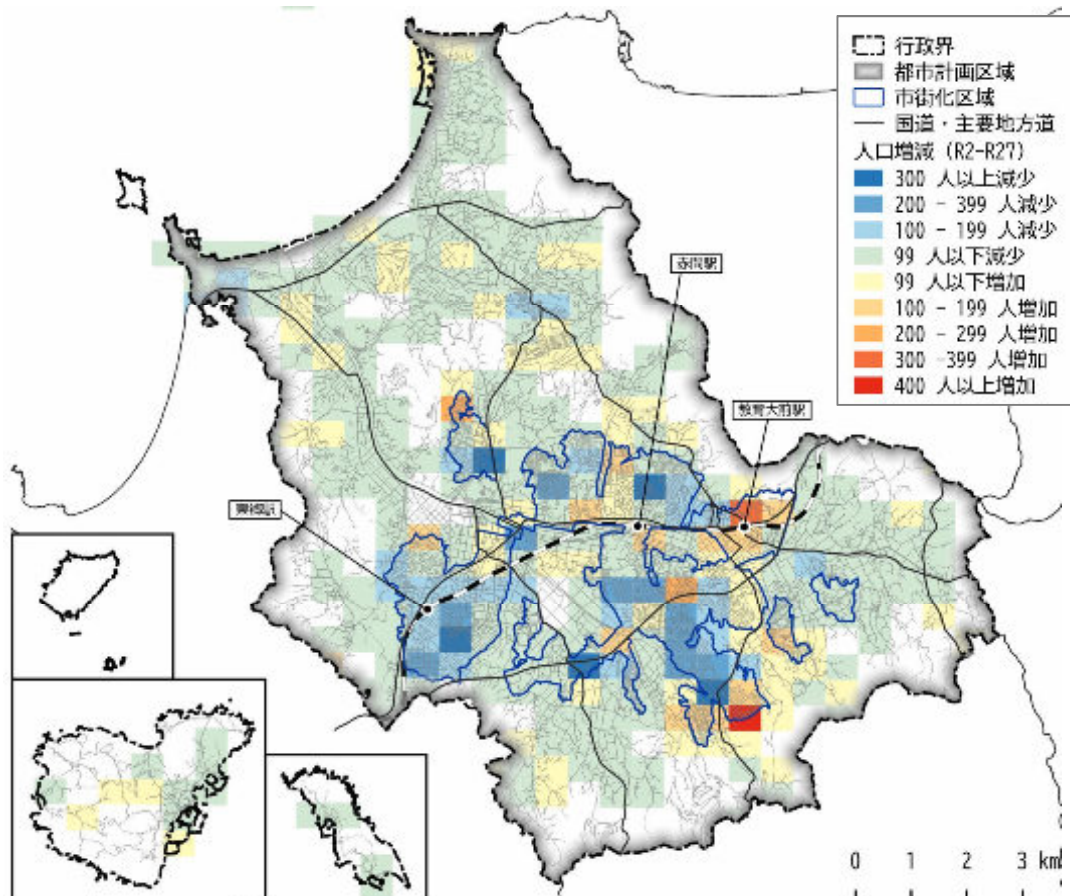 行政界
都市計画区域
市街化区域
国道・主要地方道
人口増減（R2-R27）
300 人以上減少
200 - 399 人減少
100 - 199 人減少
99 人以下減少
99 人以下増加
100 - 199 人増加
200 - 299 人増加
300 -399 人増加
400 人以上増加
赤間駅
教育大前駅
東郷駅
0 1 2 3 km